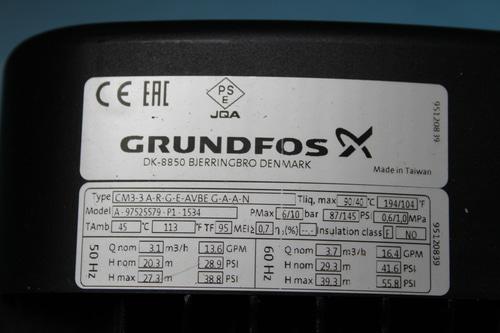 CE EAC PS E
JQA
GRUNDFOS
DK-8850 BJERRINGBRO DENMARK
Made in Taiwan
95120839
Type CM3-3 A-R-G-E-AVBE G-A-A-N Tliq, max 90/40 °C 194/104 °F
Model A - 97525579 - P1 - 1534 PMax 6/10 bar 87/145 PSI 0,6/1,0 MPa
TAmb 45 °C 113 °F TF 95 MEI≥ 0,7 η(%) --.- Insulation class F NO
50 Hz
Q nom 3.1 m3/h 13.6 GPM
H nom 20.3 m 28.9 PSI
H max 27.3 m 38.8 PSI
60 Hz
Q nom 3.7 m3/h 16.4 GPM
H nom 29.3 m 41.6 PSI
H max 39.3 m 55.8 PSI
95120839